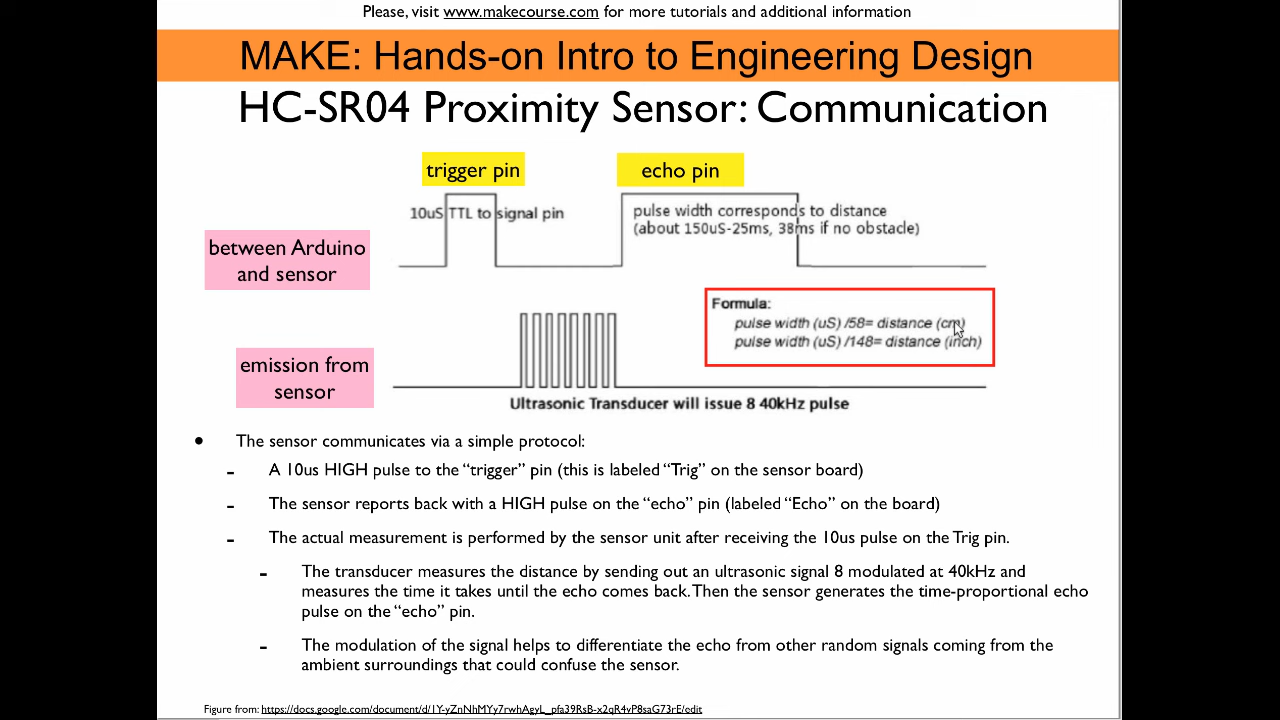 Please, visit www.makecourse.com for more tutorials and additional information
MAKE: Hands-on Intro to Engineering Design
HC-SR04 Proximity Sensor: Communication
trigger pin
echo pin
10uS TTL to signal pin
pulse width corresponds to distance
(about 150uS-25ms, 38ms if no obstacle)
between Arduino
and sensor
Formula:
pulse width (uS) /58= distance (cm)
pulse width (uS) /148= distance (inch)
emission from
sensor
Ultrasonic Transducer will issue 8 40kHz pulse
• The sensor communicates via a simple protocol:
- A 10us HIGH pulse to the “trigger” pin (this is labeled “Trig” on the sensor board)
- The sensor reports back with a HIGH pulse on the “echo” pin (labeled “Echo” on the board)
- The actual measurement is performed by the sensor unit after receiving the 10us pulse on the Trig pin.
- The transducer measures the distance by sending out an ultrasonic signal 8 modulated at 40kHz and
measures the time it takes until the echo comes back. Then the sensor generates the time-proportional echo
pulse on the “echo” pin.
- The modulation of the signal helps to differentiate the echo from other random signals coming from the
ambient surroundings that could confuse the sensor.
Figure from: https://docs.google.com/document/d/1Y-yZnNhMYy7rwhAgyL_pfa39RsB-x2qR4vP8saG73rE/edit